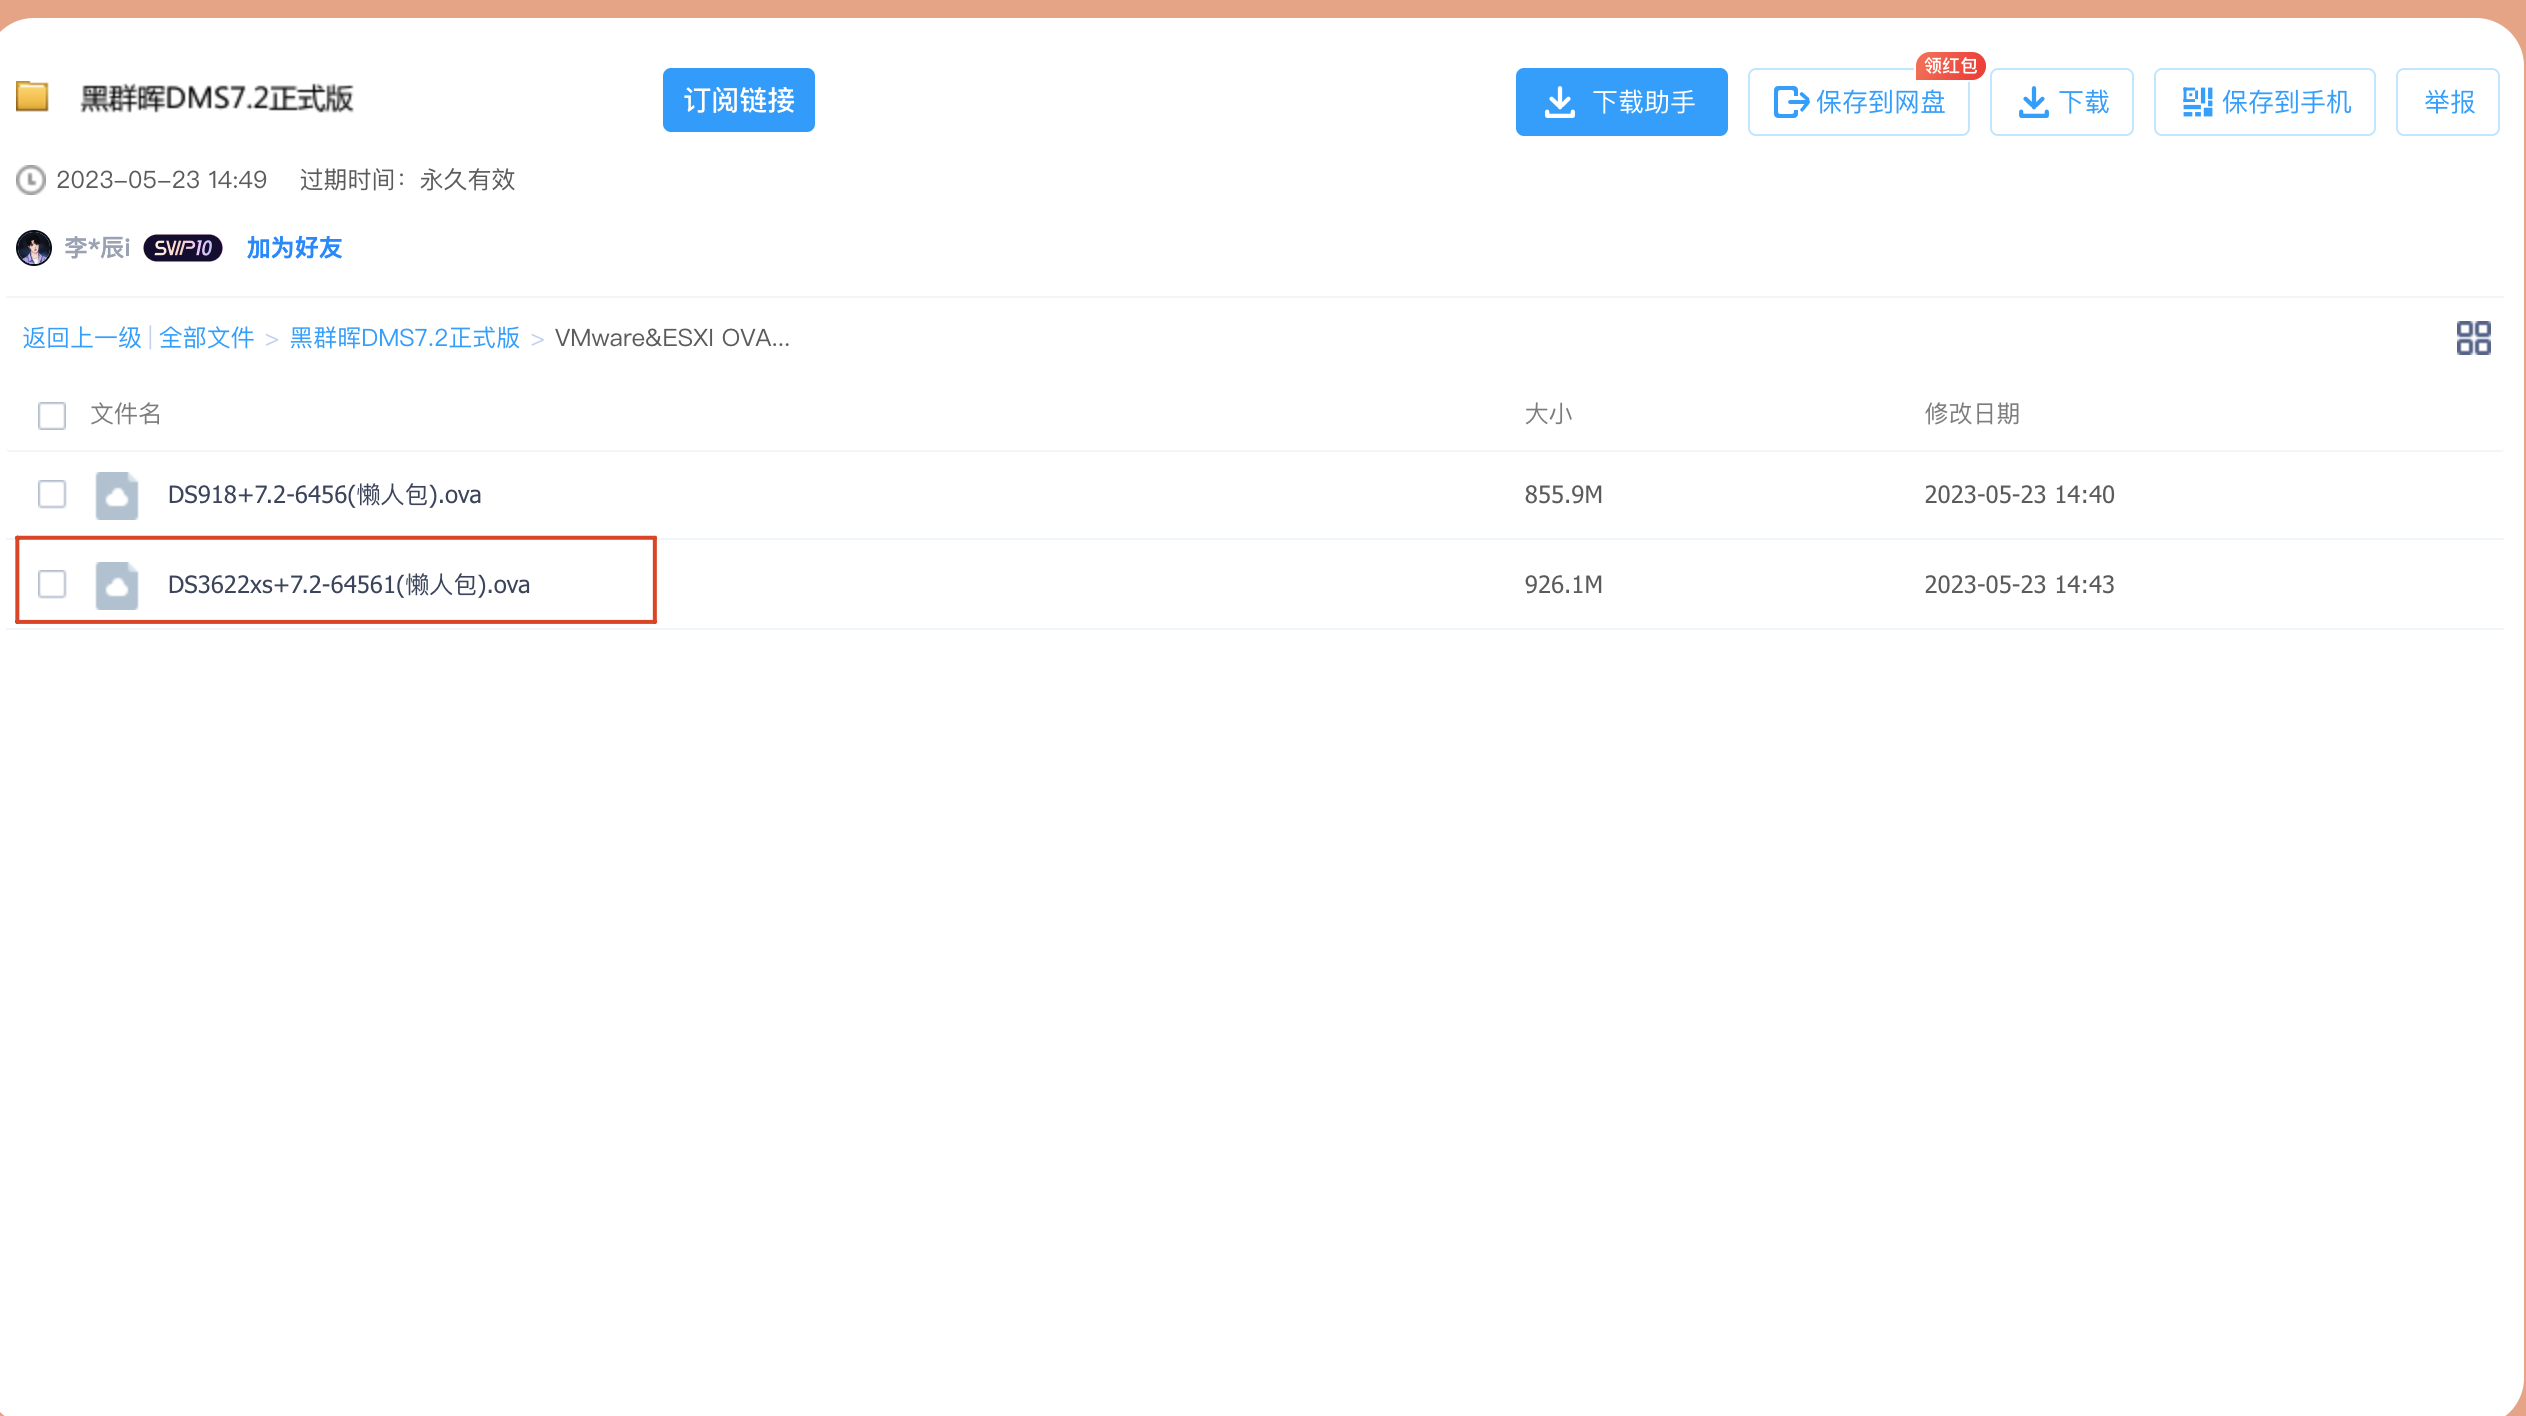 黑群晖DMS7.2正式版
订阅链接
下载助手
保存到网盘
领红包
下载
保存到手机
举报
2023-05-23 14:49 过期时间：永久有效
李*辰i SVIP10 加为好友
返回上一级|全部文件 > 黑群晖DMS7.2正式版 > VMware&ESXI OVA...
文件名 大小 修改日期
DS918+7.2-6456(懒人包).ova 855.9M 2023-05-23 14:40
DS3622xs+7.2-64561(懒人包).ova 926.1M 2023-05-23 14:43